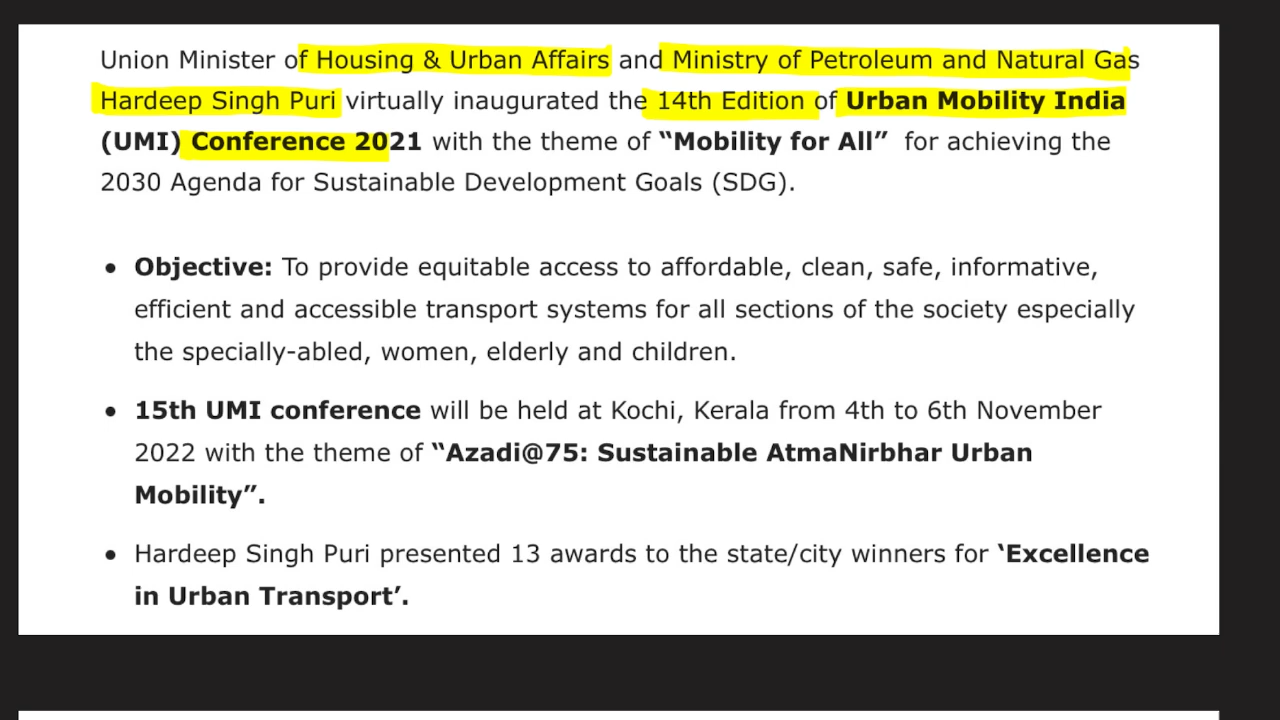 Union Minister of Housing & Urban Affairs and Ministry of Petroleum and Natural Gas
Hardeep Singh Puri virtually inaugurated the 14th Edition of Urban Mobility India
(UMI) Conference 2021 with the theme of “Mobility for All” for achieving the
2030 Agenda for Sustainable Development Goals (SDG).
● Objective: To provide equitable access to affordable, clean, safe, informative,
efficient and accessible transport systems for all sections of the society especially
the specially-abled, women, elderly and children.
● 15th UMI conference will be held at Kochi, Kerala from 4th to 6th November
2022 with the theme of “Azadi@75: Sustainable AtmaNirbhar Urban
Mobility”.
● Hardeep Singh Puri presented 13 awards to the state/city winners for ‘Excellence
in Urban Transport’.